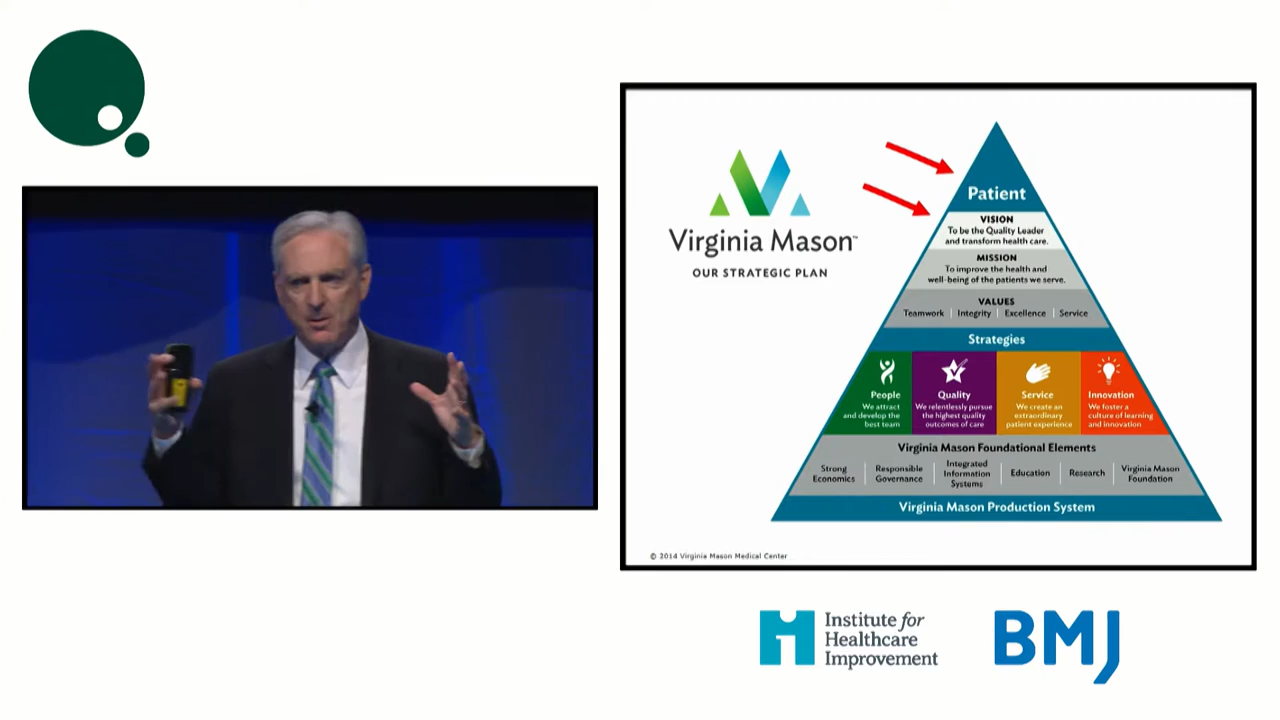 Virginia Mason™
OUR STRATEGIC PLAN
Patient
VISION
To be the Quality Leader
and transform health care.
MISSION
To improve the health and
well-being of the patients we serve.
VALUES
Teamwork | Integrity | Excellence | Service
Strategies
People
We attract
and develop the
best team
Quality
We relentlessly pursue
the highest quality
outcomes of care
Service
We create an
extraordinary
patient experience
Innovation
We foster a
culture of learning
and innovation
Virginia Mason Foundational Elements
Strong
Economics
Responsible
Governance
Integrated
Information
Systems
Education
Research
Virginia Mason
Foundation
Virginia Mason Production System
© 2014 Virginia Mason Medical Center
Institute for
Healthcare
Improvement
BMJ